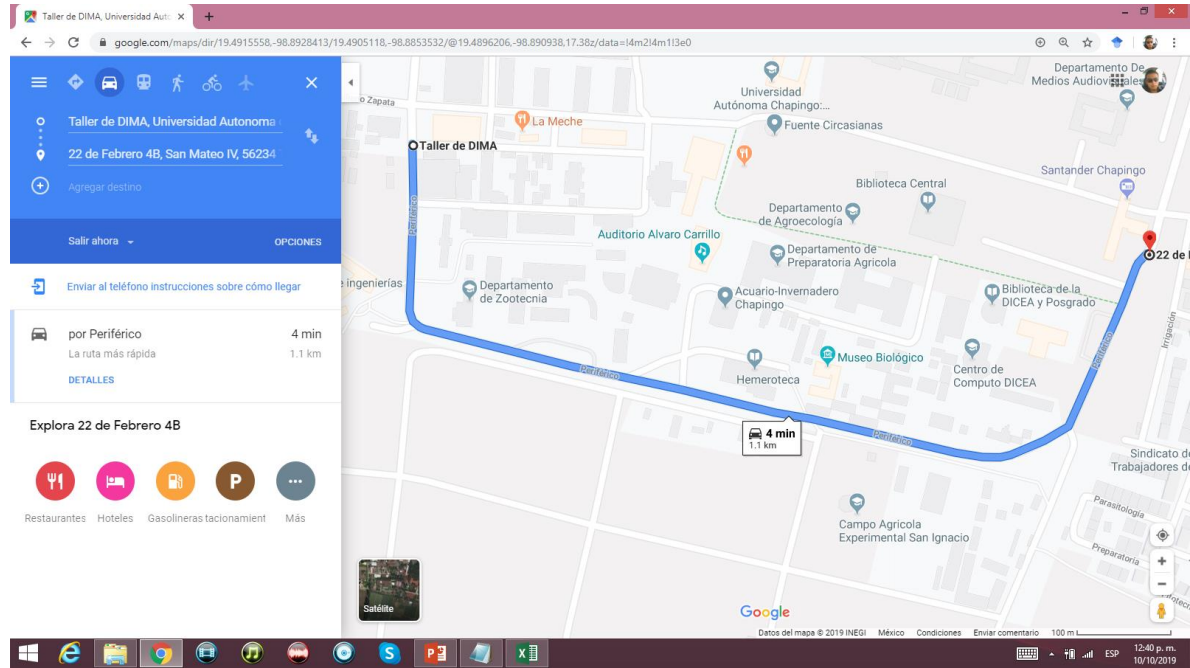 Taller de DIMA, Universidad Auto
google.com/maps/dir/19.4915558,-98.8928413/19.4905118,-98.8853532/@19.4896206,-98.890938,17.38z/data=!4m2!4m1!3e0
Taller de DIMA, Universidad Autonoma
22 de Febrero 4B, San Mateo IV, 56234
Agregar destino
Salir ahora
OPCIONES
Enviar al teléfono instrucciones sobre cómo llegar
por Periférico
4 min
La ruta más rápida
1.1 km
DETALLES
Explora 22 de Febrero 4B
P
Restaurantes
Hoteles
Gasolineras
tacionamient
Más
Satélite
o Zapata
La Meche
Taller de DIMA
Periférico
Universidad
Autónoma Chapingo:...
Fuente Circasianas
Departamento De
Medios Audiovisuales
Santander Chapingo
Biblioteca Central
Departamento
de Agroecología
Auditorio Alvaro Carrillo
Departamento de
Preparatoria Agricola
22 de
e ingenierías
Departamento
de Zootecnia
Acuario-Invernadero
Chapingo
Biblioteca de la
DICEA y Posgrado
Irrigación
Periférico
Museo Biológico
Hemeroteca
Centro de
Computo DICEA
Periférico
4 min
1.1 km
Periférico
Sindicato d
Trabajadores de
Parasitología
Campo Agricola
Experimental San Ignacio
Preparatoria
Google
Datos del mapa © 2019 INEGI
México
Condiciones
Enviar comentario
100 m
ESP
12:40 p. m.
10/10/2019